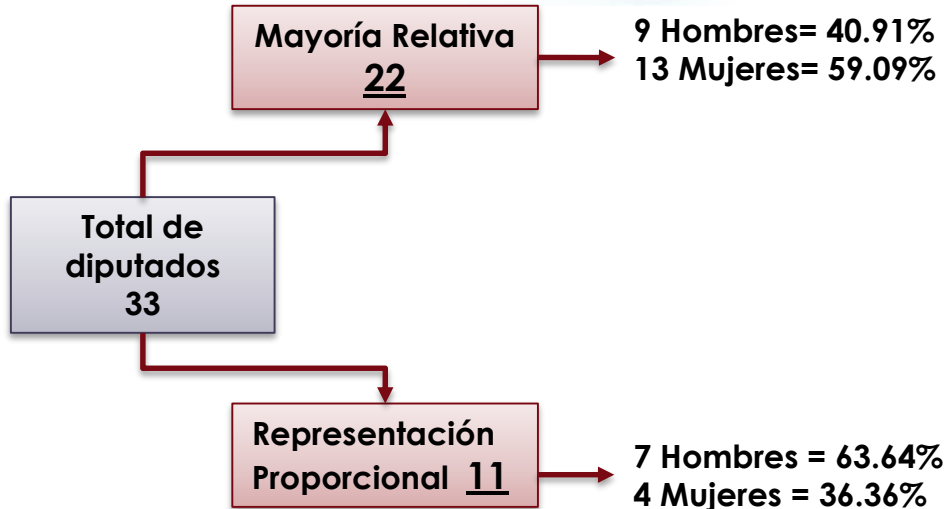 Mayoría Relativa
22
9 Hombres= 40.91%
13 Mujeres= 59.09%
Total de
diputados
33
Representación
Proporcional 11
7 Hombres = 63.64%
4 Mujeres = 36.36%